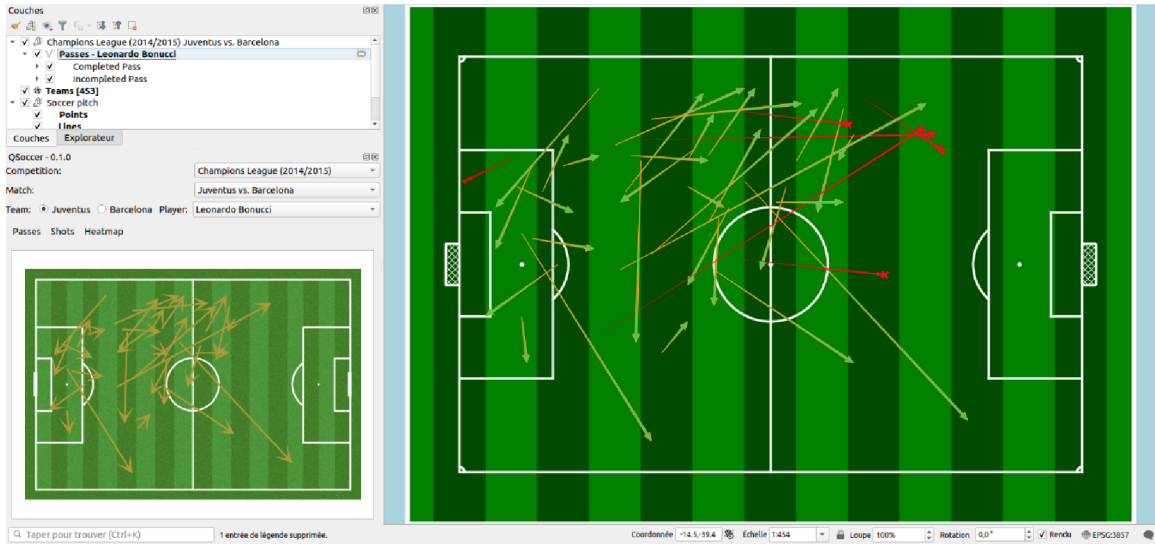 Couches
Champions League (2014/2015) Juventus vs. Barcelona
Passes - Leonardo Bonucci
Completed Pass
Incompleted Pass
Teams [453]
Soccer pitch
Points
Lines
Couches Explorateur
QSoccer - 0.1.0
Competition: Champions League (2014/2015)
Match: Juventus vs. Barcelona
Team: Juventus Barcelona Player: Leonardo Bonucci
Passes Shots Heatmap
Taper pour trouver (Ctrl+K) 1 entrée de légende supprimée. Coordonnée -14.5,-39.4 Échelle 1:454 Loupe 100% Rotation 0,0° Rendu EPSG:3857